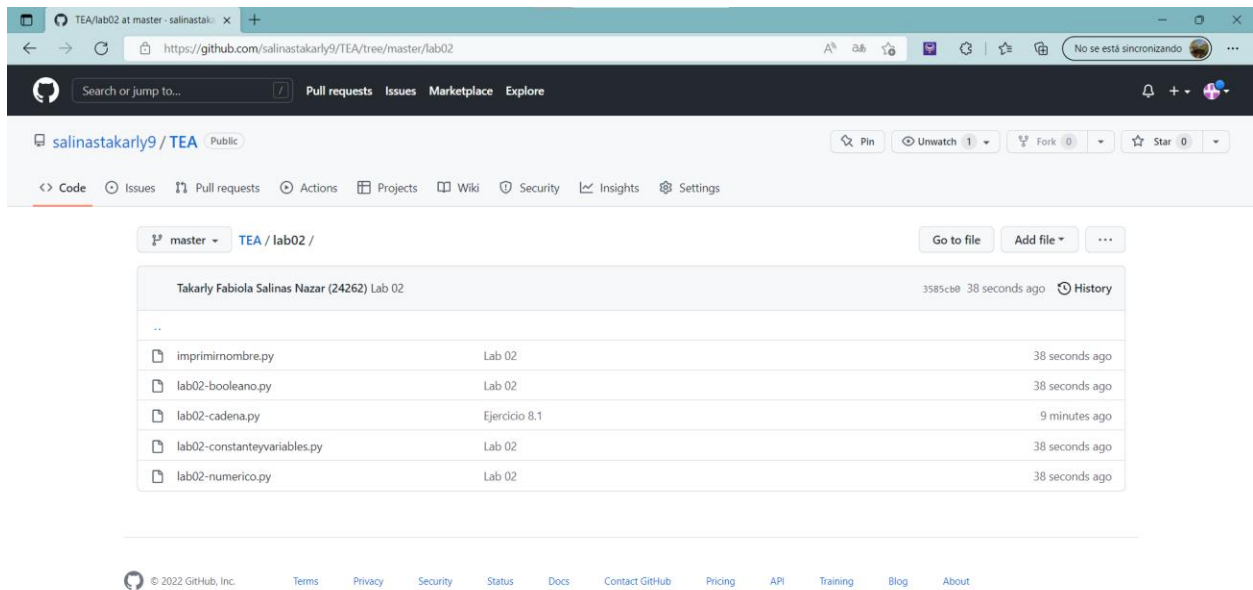 TEA/lab02 at master · salinastaka
https://github.com/salinastakarly9/TEA/tree/master/lab02 No se está sincronizando
Search or jump to... / Pull requests Issues Marketplace Explore
salinastakarly9 / TEA Public Pin Unwatch 1 Fork 0 Star 0
<> Code Issues Pull requests Actions Projects Wiki Security Insights Settings
master TEA / lab02 / Go to file Add file ...
Takarly Fabiola Salinas Nazar (24262) Lab 02 3585cb0 38 seconds ago History
..
imprimirnombre.py Lab 02 38 seconds ago
lab02-booleano.py Lab 02 38 seconds ago
lab02-cadena.py Ejercicio 8.1 9 minutes ago
lab02-constanteyvariables.py Lab 02 38 seconds ago
lab02-numerico.py Lab 02 38 seconds ago
© 2022 GitHub, Inc. Terms Privacy Security Status Docs Contact GitHub Pricing API Training Blog About